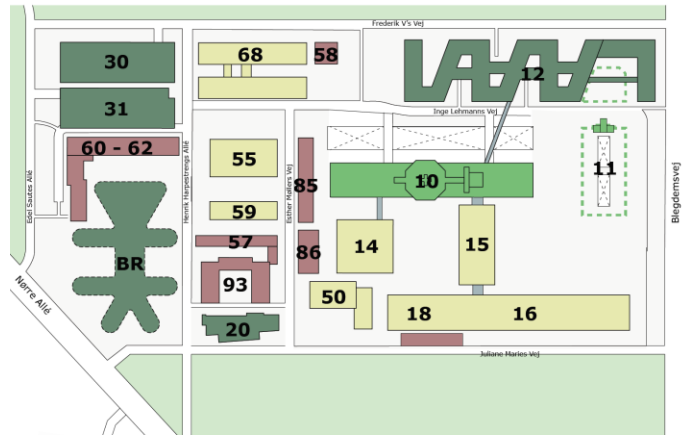 Frederik V's Vej
30
68
58
12
31
Inge Lehmanns Vej
60 - 62
55
85
10
11
Edel Sautes Allé
Henrik Harpestrengs Allé
Esther Møllers Vej
Blegdemsvej
59
57
86
14
15
BR
93
50
Nørre Allé
20
18
16
Juliane Maries Vej